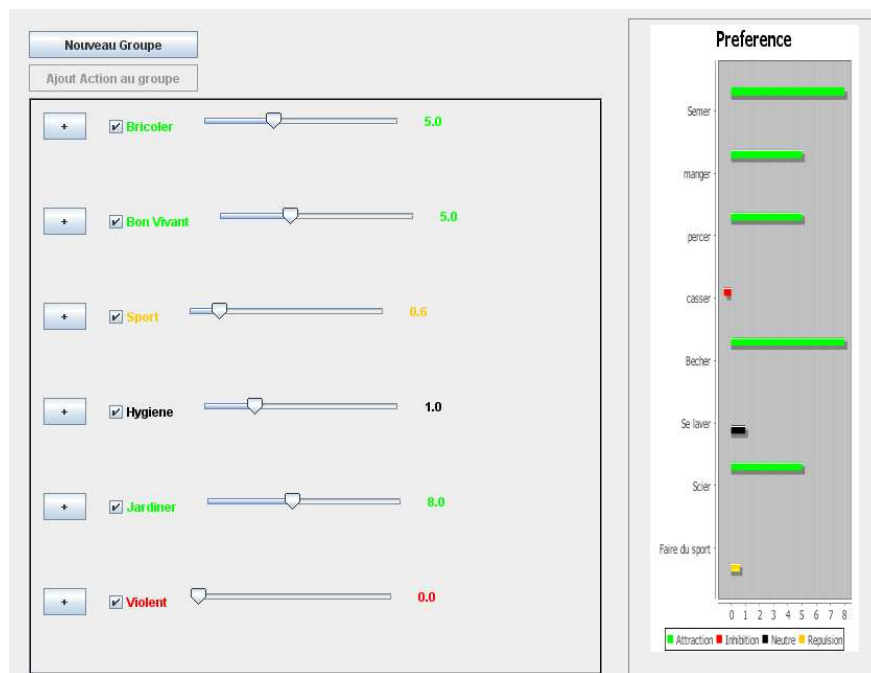 Nouveau Groupe
Ajout Action au groupe
+ Bricoler 5.0
+ Bon Vivant 5.0
+ Sport 0.6
+ Hygiene 1.0
+ Jardiner 8.0
+ Violent 0.0
Preference
Semer
manger
percer
casser
Becher
Se laver
Scier
Faire du sport
0 1 2 3 4 5 6 7 8
Attraction Inhibition Neutre Repulsion